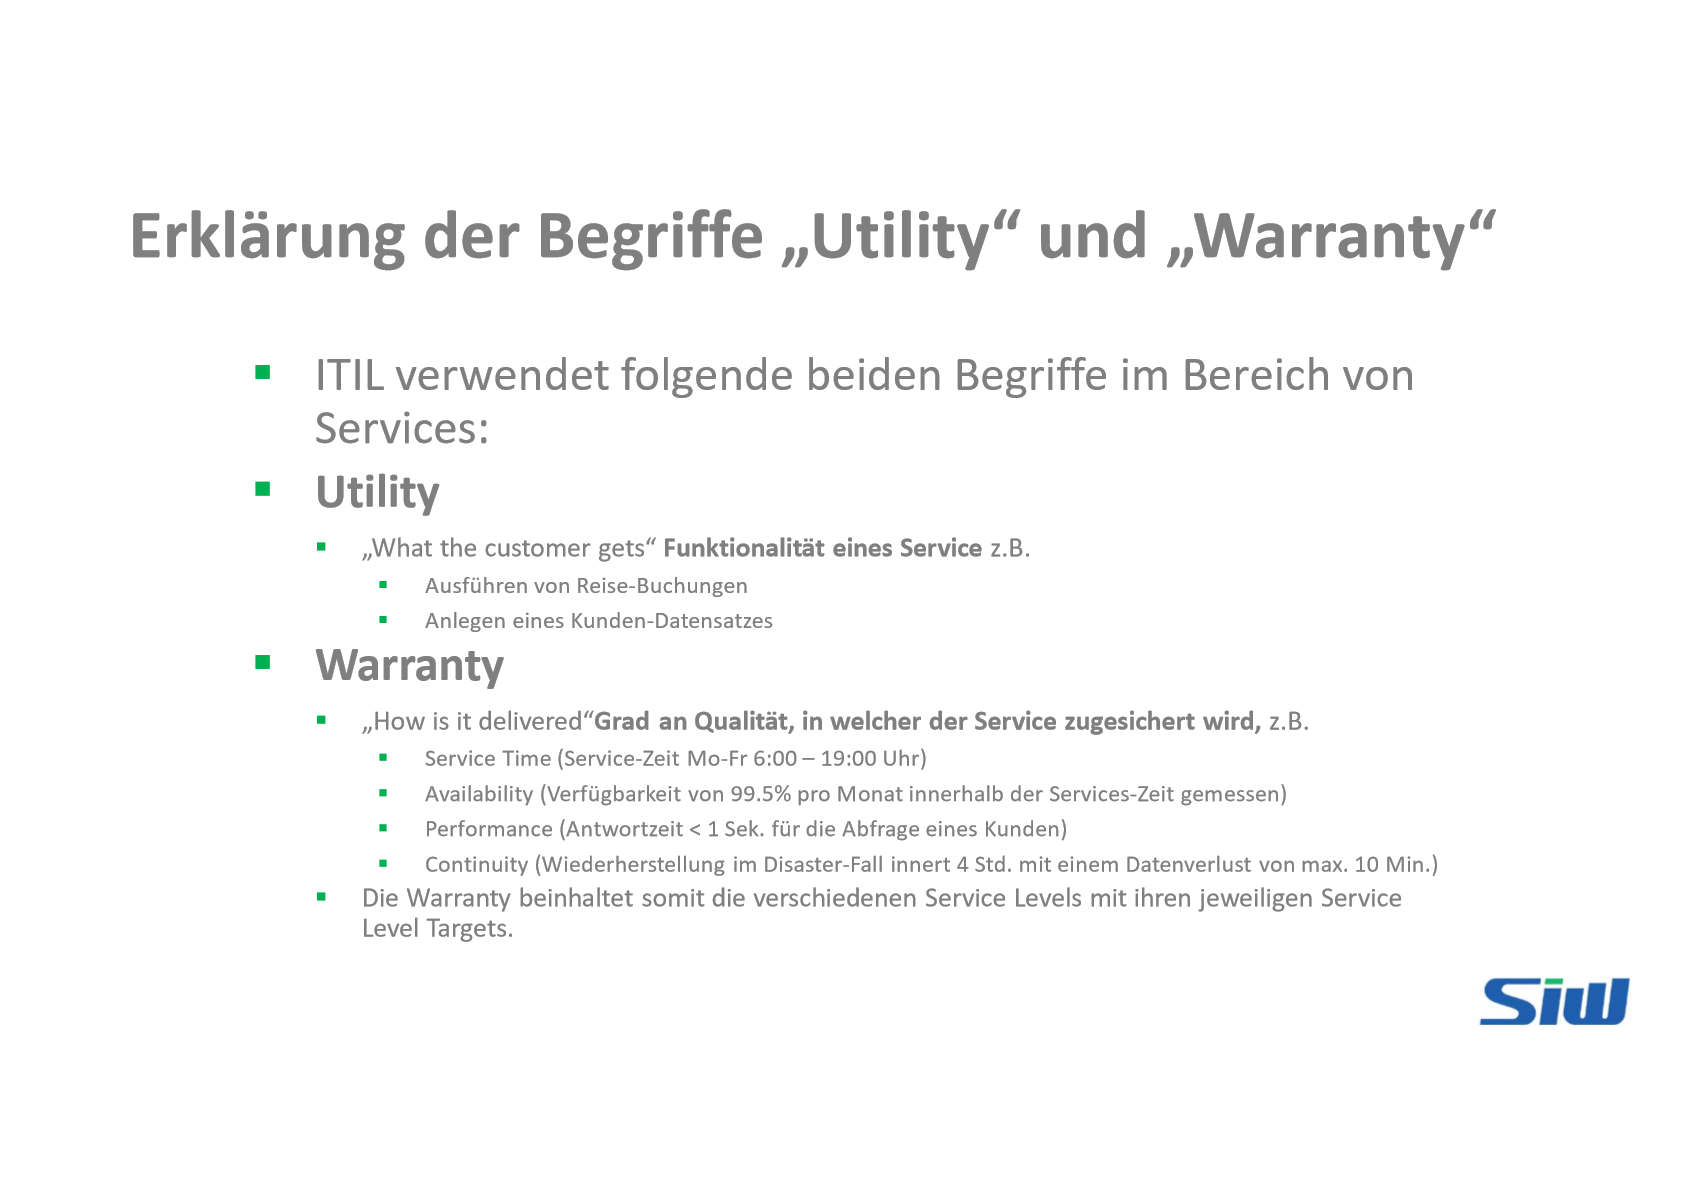 Erklärung der Begriffe „Utility“ und „Warranty“
ITIL verwendet folgende beiden Begriffe im Bereich von
Services:
Utility
„What the customer gets“ Funktionalität eines Service z.B.
Ausführen von Reise-Buchungen
Anlegen eines Kunden-Datensatzes
Warranty
„How is it delivered“Grad an Qualität, in welcher der Service zugesichert wird, z.B.
Service Time (Service-Zeit Mo-Fr 6:00 – 19:00 Uhr)
Availability (Verfügbarkeit von 99.5% pro Monat innerhalb der Services-Zeit gemessen)
Performance (Antwortzeit < 1 Sek. für die Abfrage eines Kunden)
Continuity (Wiederherstellung im Disaster-Fall innert 4 Std. mit einem Datenverlust von max. 10 Min.)
Die Warranty beinhaltet somit die verschiedenen Service Levels mit ihren jeweiligen Service
Level Targets.
Siw